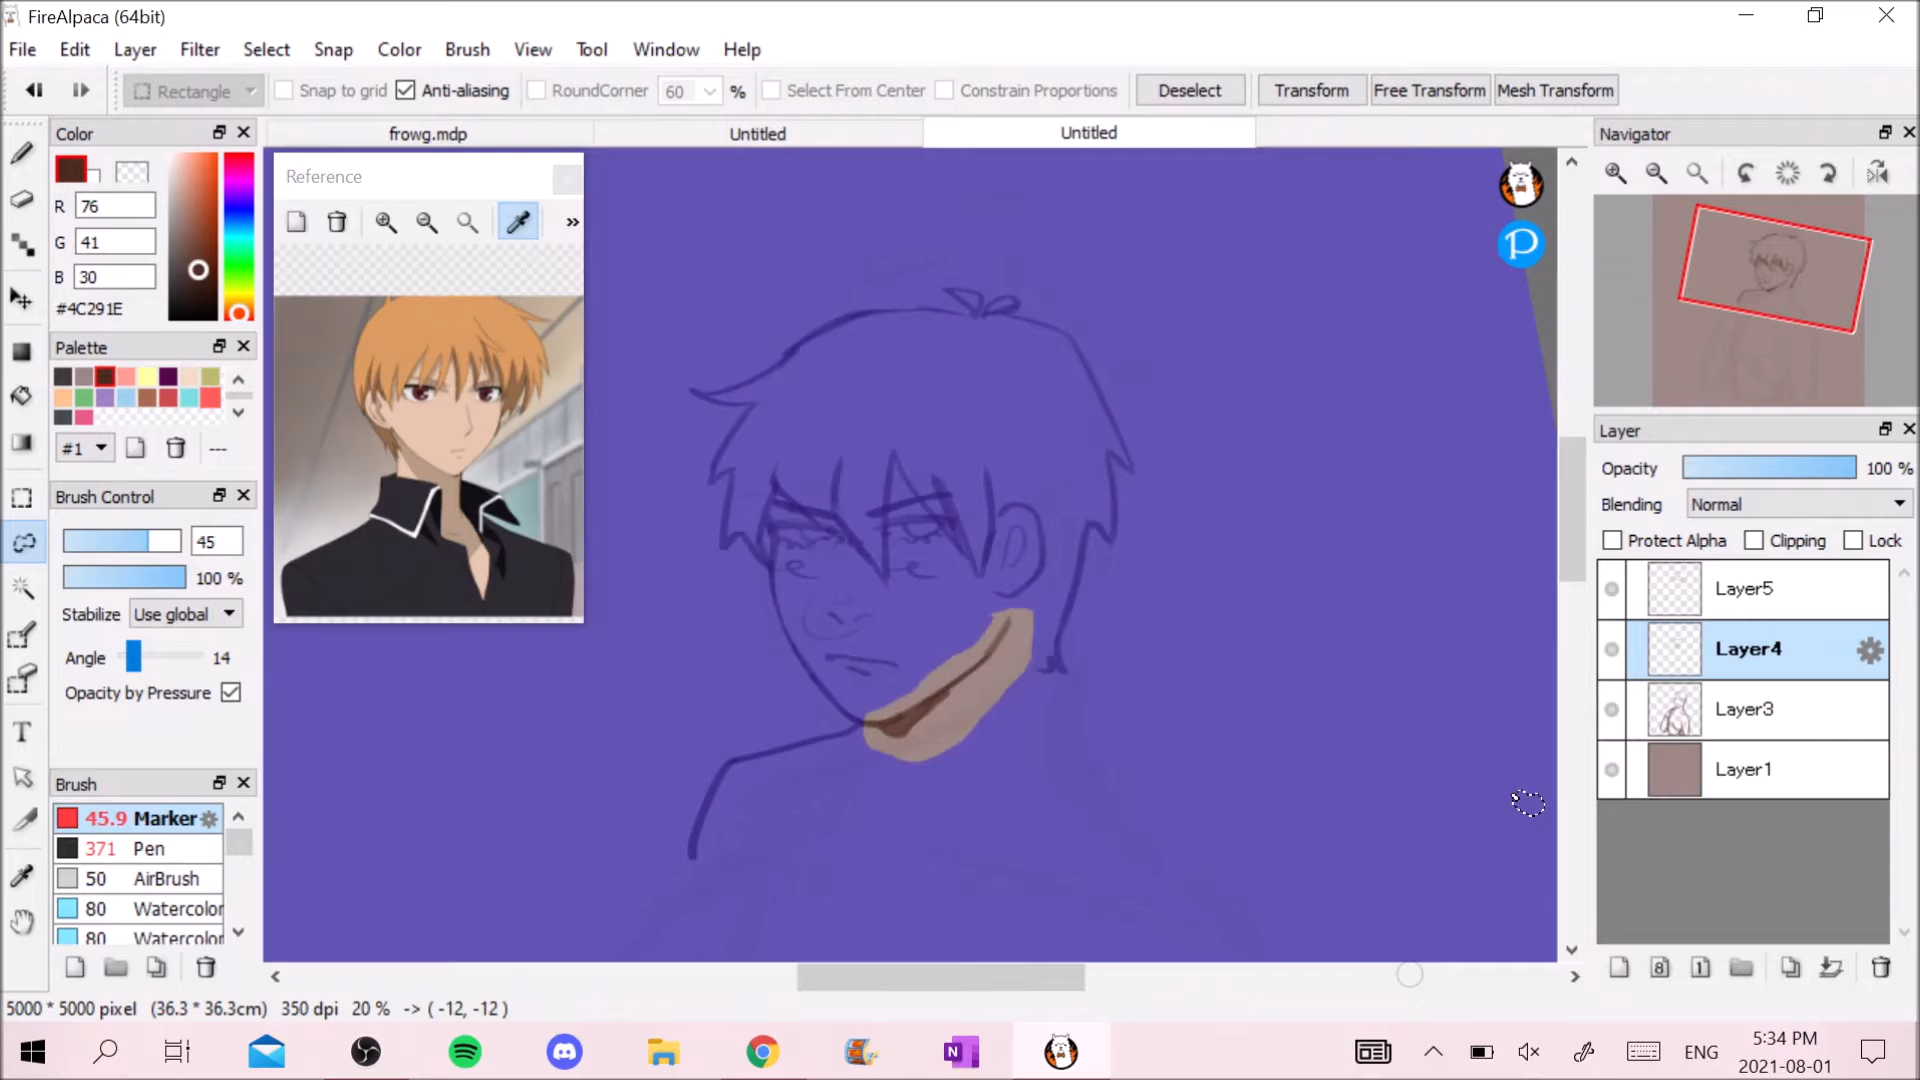 FireAlpaca (64bit)
File Edit Layer Filter Select Snap Color Brush View Tool Window Help
Rectangle Snap to grid Anti-aliasing RoundCorner 60 % Select From Center Constrain Proportions Deselect Transform Free Transform Mesh Transform
Color
frowg.mdp Untitled Untitled
Navigator
Reference
R 76
G 41
B 30
#4C291E
Palette
#1 ---
Brush Control
45
100 %
Stabilize Use global
Angle 14
Opacity by Pressure
Brush
45.9 Marker
371 Pen
50 AirBrush
80 Watercolor
80 Watercolor
P
Layer
Opacity 100 %
Blending Normal
Protect Alpha Clipping Lock
Layer5
Layer4
Layer3
Layer1
T
8 1
5000 * 5000 pixel (36.3 * 36.3cm) 350 dpi 20 % -> ( -12, -12 )
N
ENG
5:34 PM
2021-08-01